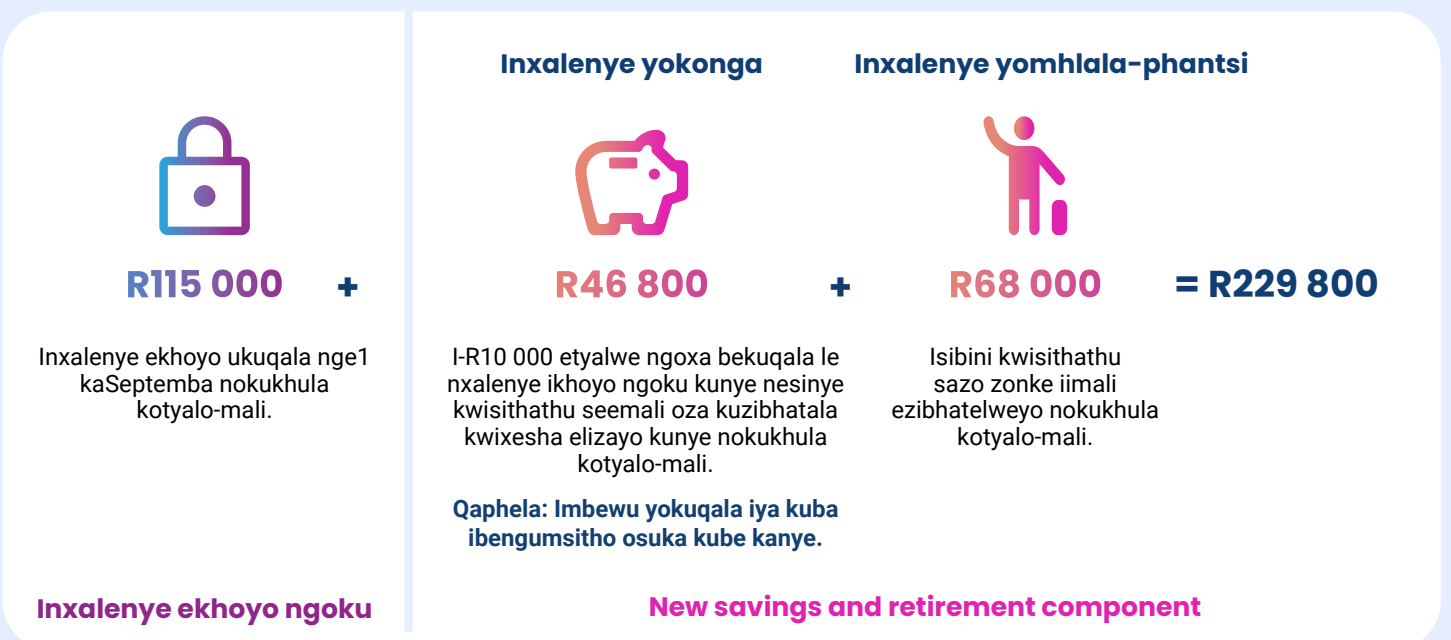 Inxalenye yokonga
Inxalenye yomhlala-phantsi
R115 000
+
R46 800
+
R68 000
= R229 800
Inxalenye ekhoyo ukuqala nge1
kaSeptemba nokukhula
kotyalo-mali.
I-R10 000 etyalwe ngoxa bekuqala le
nxalenye ikhoyo ngoku kunye nesinye
kwisithathu seemali oza kuzibhatala
kwixesha elizayo kunye nokukhula
kotyalo-mali.
Qaphela: Imbewu yokuqala iya kuba
ibengumsitho osuka kube kanye.
Isibini kwisithathu
sazo zonke iimali
ezibhatelweyo nokukhula
kotyalo-mali.
Inxalenye ekhoyo ngoku
New savings and retirement component